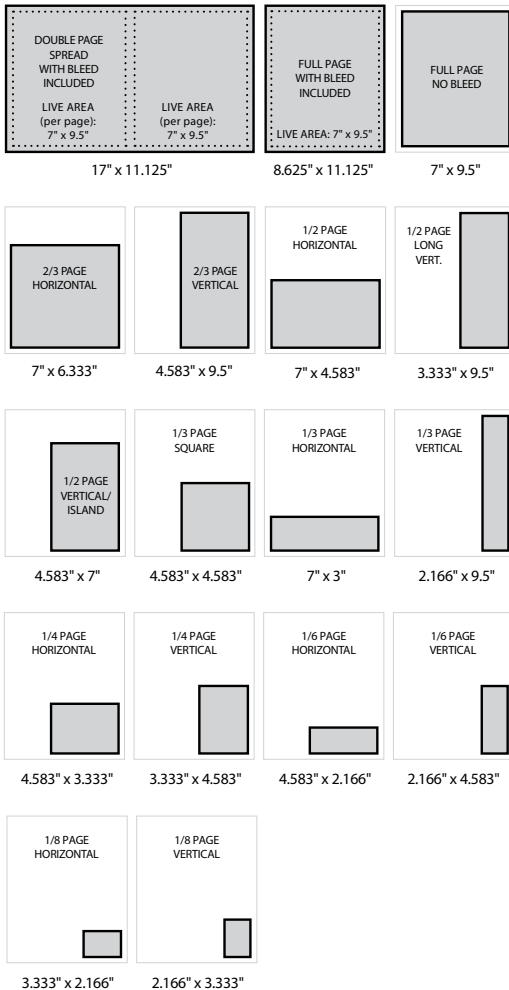 DOUBLE PAGE
SPREAD
WITH BLEED
INCLUDED
LIVE AREA
(per page):
7" x 9.5"
LIVE AREA
(per page):
7" x 9.5"
17" x 11.125"
FULL PAGE
WITH BLEED
INCLUDED
LIVE AREA: 7" x 9.5"
8.625" x 11.125"
FULL PAGE
NO BLEED
7" x 9.5"
2/3 PAGE
HORIZONTAL
7" x 6.333"
2/3 PAGE
VERTICAL
4.583" x 9.5"
1/2 PAGE
HORIZONTAL
7" x 4.583"
1/2 PAGE
LONG
VERT.
3.333" x 9.5"
1/2 PAGE
VERTICAL/
ISLAND
4.583" x 7"
1/3 PAGE
SQUARE
4.583" x 4.583"
1/3 PAGE
HORIZONTAL
7" x 3"
1/3 PAGE
VERTICAL
2.166" x 9.5"
1/4 PAGE
HORIZONTAL
4.583" x 3.333"
1/4 PAGE
VERTICAL
3.333" x 4.583"
1/6 PAGE
HORIZONTAL
4.583" x 2.166"
1/6 PAGE
VERTICAL
2.166" x 4.583"
1/8 PAGE
HORIZONTAL
3.333" x 2.166"
1/8 PAGE
VERTICAL
2.166" x 3.333"